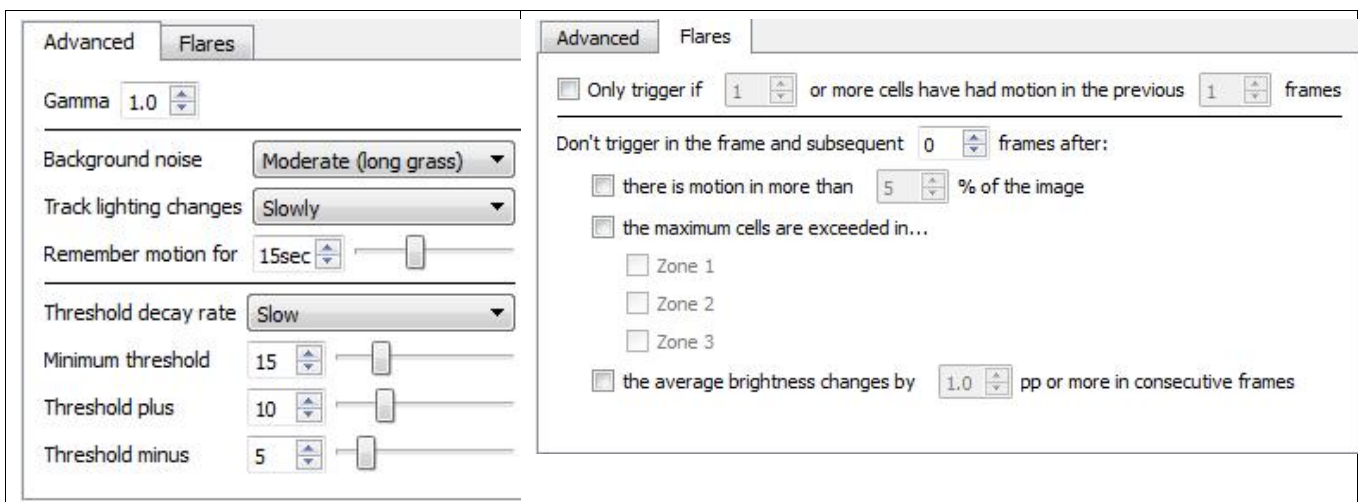 Advanced Flares
Gamma 1.0
Background noise Moderate (long grass)
Track lighting changes Slowly
Remember motion for 15sec
Threshold decay rate Slow
Minimum threshold 15
Threshold plus 10
Threshold minus 5
Advanced Flares
Only trigger if 1 or more cells have had motion in the previous 1 frames
Don't trigger in the frame and subsequent 0 frames after:
there is motion in more than 5 % of the image
the maximum cells are exceeded in...
Zone 1
Zone 2
Zone 3
the average brightness changes by 1.0 pp or more in consecutive frames